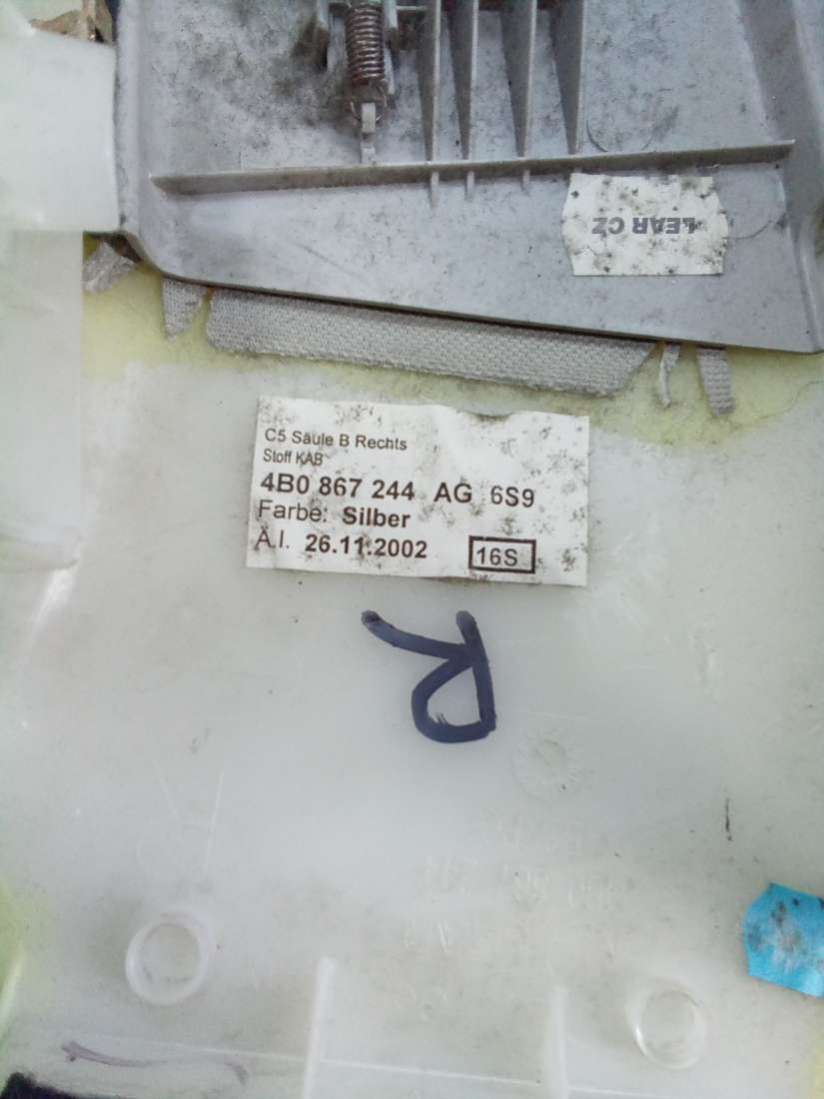 LEAR CZ
C5 Säule B Rechts
Stoff KAB
4B0 867 244 AG 6S9
Farbe: Silber
Ä.I. 26.11.2002 16S
R